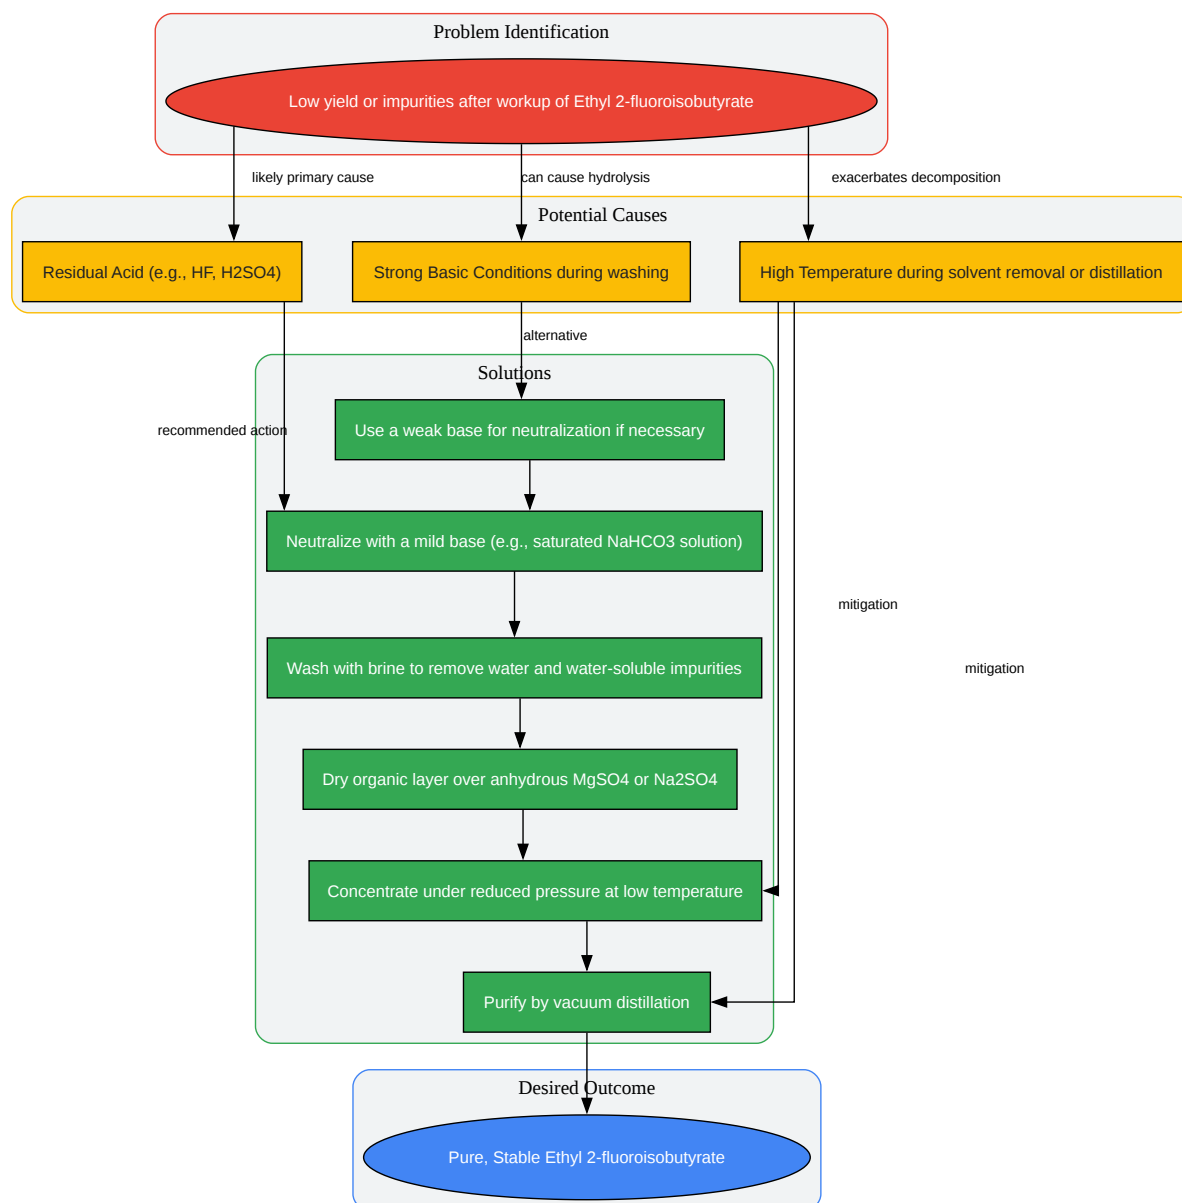 Problem Identification
Low yield or impurities after workup of Ethyl 2-fluoroisobutyrate
likely primary cause
can cause hydrolysis
exacerbates decomposition
Potential Causes
Residual Acid (e.g., HF, H2SO4)
Strong Basic Conditions during washing
High Temperature during solvent removal or distillation
alternative
Solutions
Use a weak base for neutralization if necessary
recommended action
Neutralize with a mild base (e.g., saturated NaHCO3 solution)
mitigation
Wash with brine to remove water and water-soluble impurities
mitigation
Dry organic layer over anhydrous MgSO4 or Na2SO4
Concentrate under reduced pressure at low temperature
Purify by vacuum distillation
Desired Outcome
Pure, Stable Ethyl 2-fluoroisobutyrate